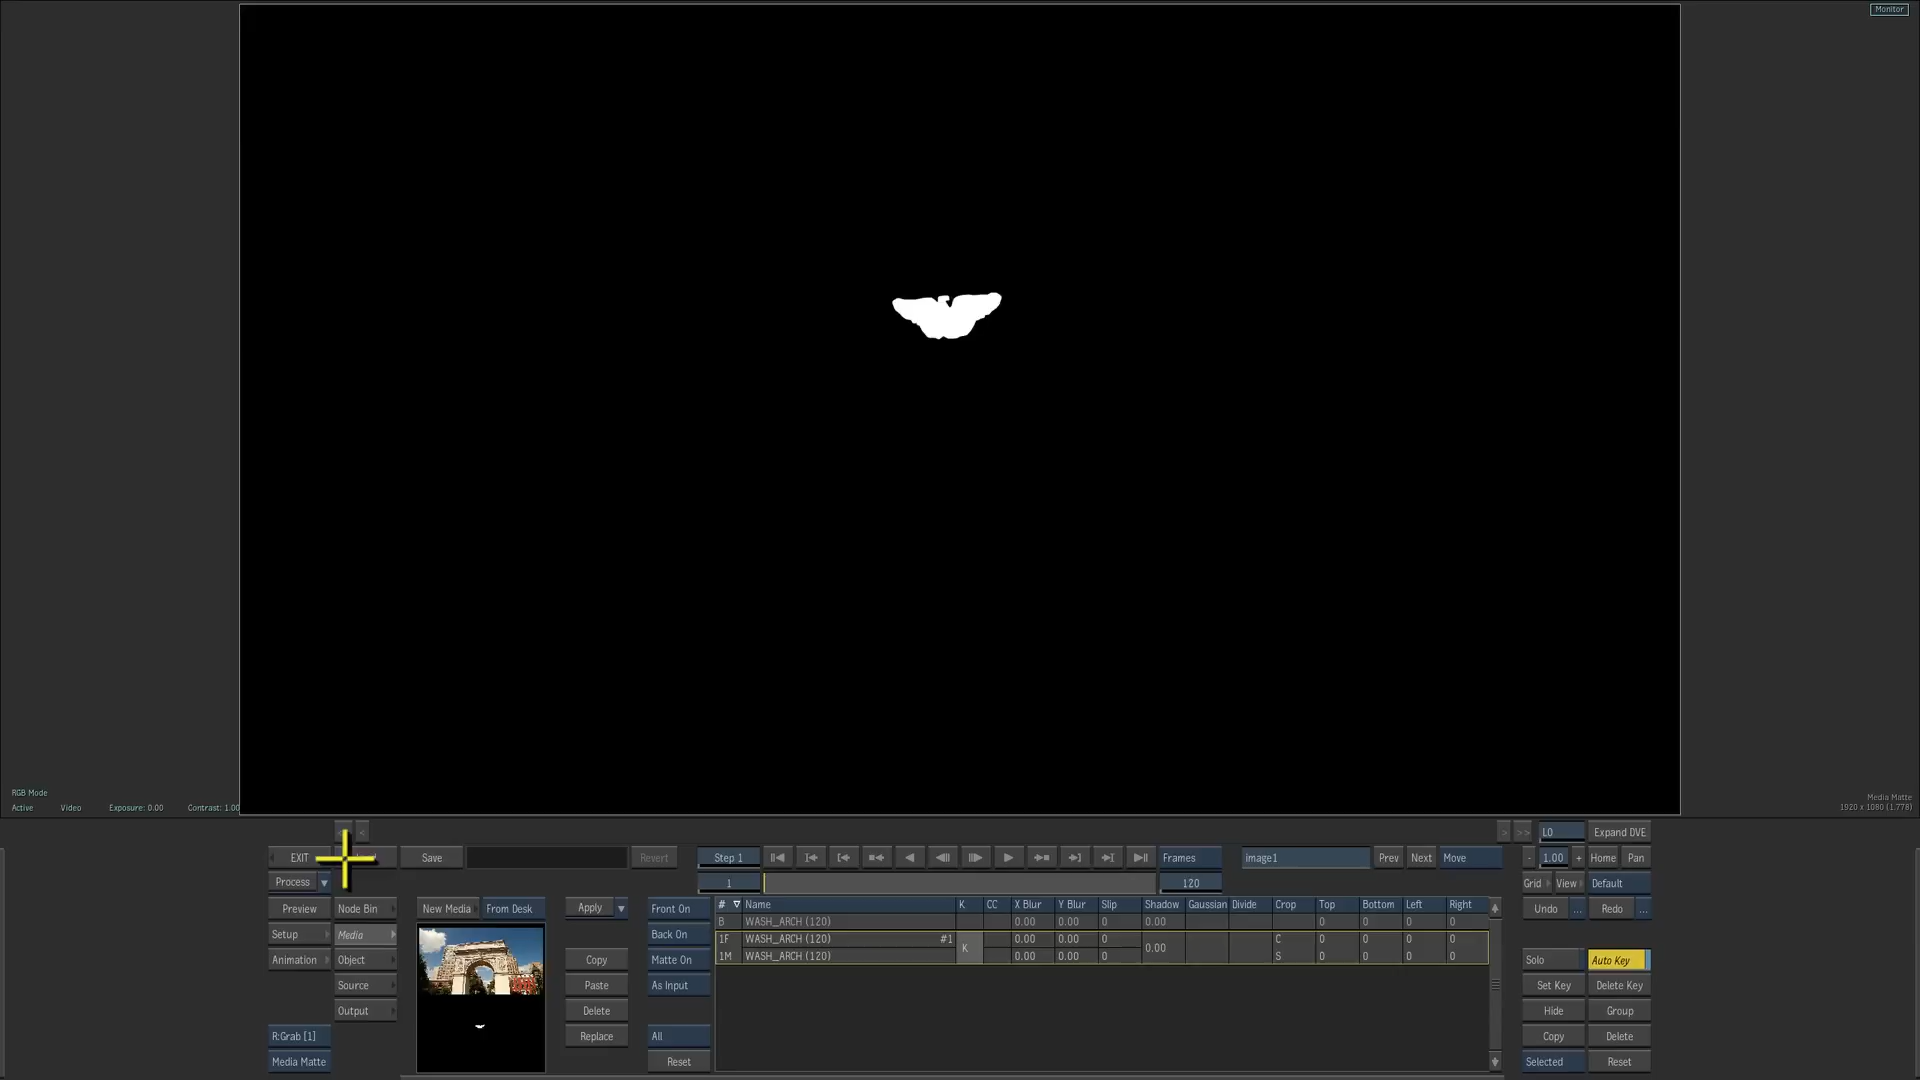 Monitor
RGB Mode
Active Video Exposure: 0.00 Contrast: 1.00
Media Matte
1920 x 1080 (1.778)
< > >> L0 Expand DVE
EXIT Save Revert Step 1 Frames image1 Prev Next Move - 1.00 + Home Pan
Process 1 120 Grid View Default
Preview Node Bin New Media From Desk Apply Front On # Name K CC X Blur Y Blur Slip Shadow Gaussian Divide Crop Top Bottom Left Right Undo ... Redo ...
B WASH_ARCH (120) 0.00 0.00 0 0.00 0 0 0 0
Setup Media Back On 1F WASH_ARCH (120) #1 K 0.00 0.00 0 0.00 C 0 0 0 0
Animation Object Copy Matte On 1M WASH_ARCH (120) 0.00 0.00 0 S 0 0 0 0 Solo Auto Key
Source Paste As Input Set Key Delete Key
Output Delete Hide Group
R:Grab [1] Replace All Copy Delete
Media Matte Reset Selected Reset